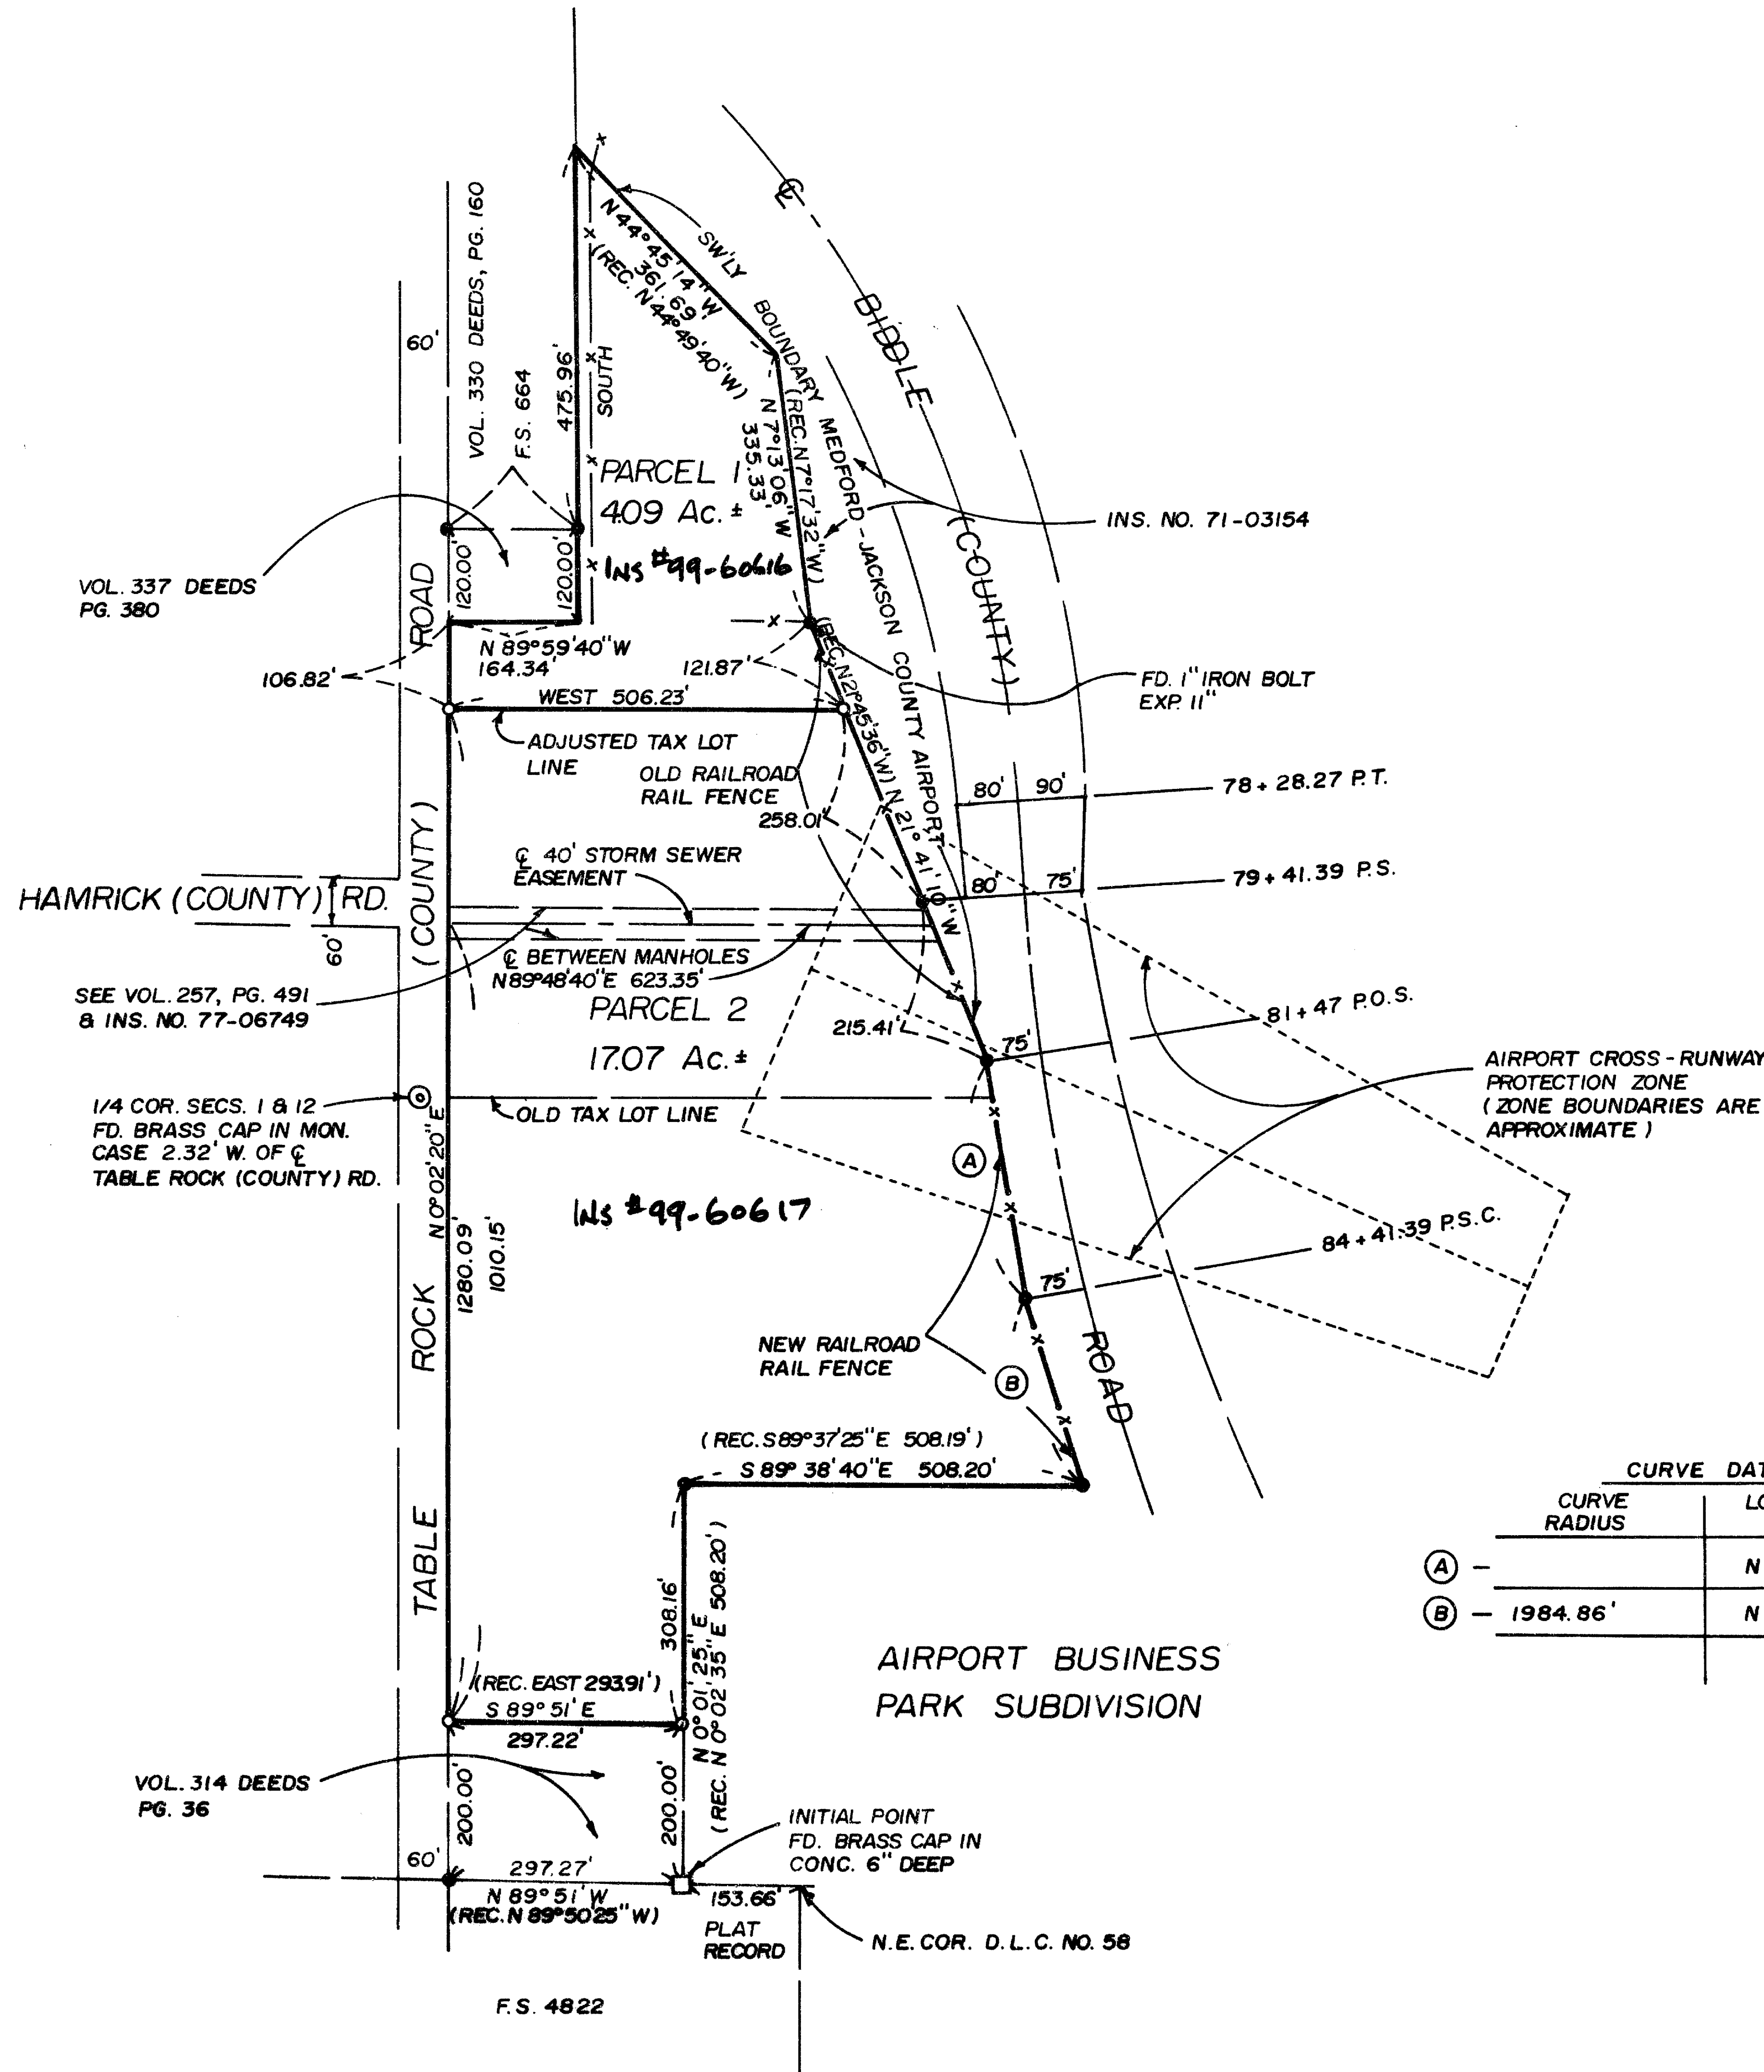 VOL. 330 DEEDS, PG. 160
F.S. 664
60'
475.96'
SOUTH
N 44°45'14" W
361.69'
(REC. N44°49'40"W)
SW'LY BOUNDARY MEDFORD - JACKSON COUNTY AIRPORT
℄
BIDDLE
(COUNTY)
ROAD
N 7°13'06" W
335.33'
(REC. N7°17'32"W)
PARCEL 1
4.09 Ac.±
INS #99-60616
INS. NO. 71-03154
VOL. 337 DEEDS
PG. 380
120.00'
120.00'
N 89°59'40"W
164.34'
106.82'
121.87'
WEST 506.23'
FD. 1" IRON BOLT
EXP. 11"
(REC. N21°45'36"W) N 21° 41' 10" W
ADJUSTED TAX LOT
LINE
OLD RAILROAD
RAIL FENCE
258.01'
80' 90'
78 + 28.27 P.T.
80' 75'
79 + 41.39 P.S.
℄ 40' STORM SEWER
EASEMENT
HAMRICK (COUNTY) RD.
60'
℄ BETWEEN MANHOLES
N89°48'40"E 623.35'
SEE VOL. 257, PG. 491
& INS. NO. 77-06749
PARCEL 2
17.07 Ac.±
215.41'
75'
81 + 47 P.O.S.
AIRPORT CROSS - RUNWAY
PROTECTION ZONE
( ZONE BOUNDARIES ARE
APPROXIMATE )
1/4 COR. SECS. 1 & 12
FD. BRASS CAP IN MON.
CASE 2.32' W. OF ℄
TABLE ROCK (COUNTY) RD.
OLD TAX LOT LINE
A
INS #99-60617
N 0°02'20" E
1280.09'
1010.15'
TABLE ROCK (COUNTY) ROAD
75'
84 + 41.39 P.S.C.
NEW RAILROAD
RAIL FENCE
B
(REC. S89°37'25"E 508.19')
S 89° 38' 40"E 508.20'
CURVE DAT
CURVE
RADIUS
LO
A - N
B - 1984.86' N
308.16'
N 0°01'25" E
(REC. N 0°02'35"E 508.20')
AIRPORT BUSINESS
PARK SUBDIVISION
(REC. EAST 293.91')
S 89° 51' E
297.22'
VOL. 314 DEEDS
PG. 36
200.00'
200.00'
INITIAL POINT
FD. BRASS CAP IN
CONC. 6" DEEP
60'
297.27'
N 89° 51' W
(REC. N 89°50'25" W)
153.66'
PLAT
RECORD
N.E. COR. D.L.C. NO. 58
F.S. 4822